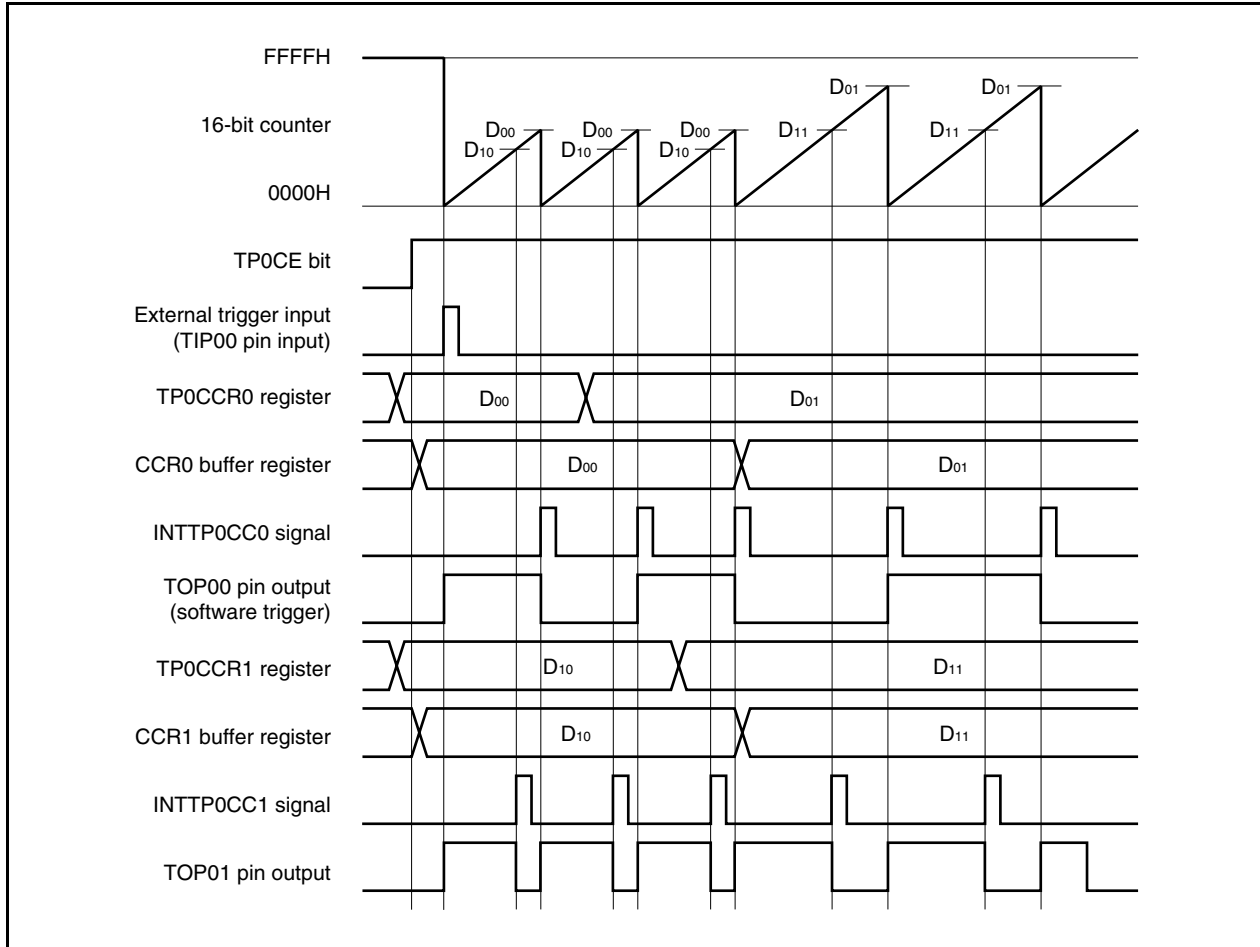 FFFFH
16-bit counter
0000H
D01
D01
D00
D00
D00
D11
D11
D10
D10
D10
TP0CE bit
External trigger input
(TIP00 pin input)
TP0CCR0 register
D00
D01
CCR0 buffer register
D00
D01
INTTP0CC0 signal
TOP00 pin output
(software trigger)
TP0CCR1 register
D10
D11
CCR1 buffer register
D10
D11
INTTP0CC1 signal
TOP01 pin output